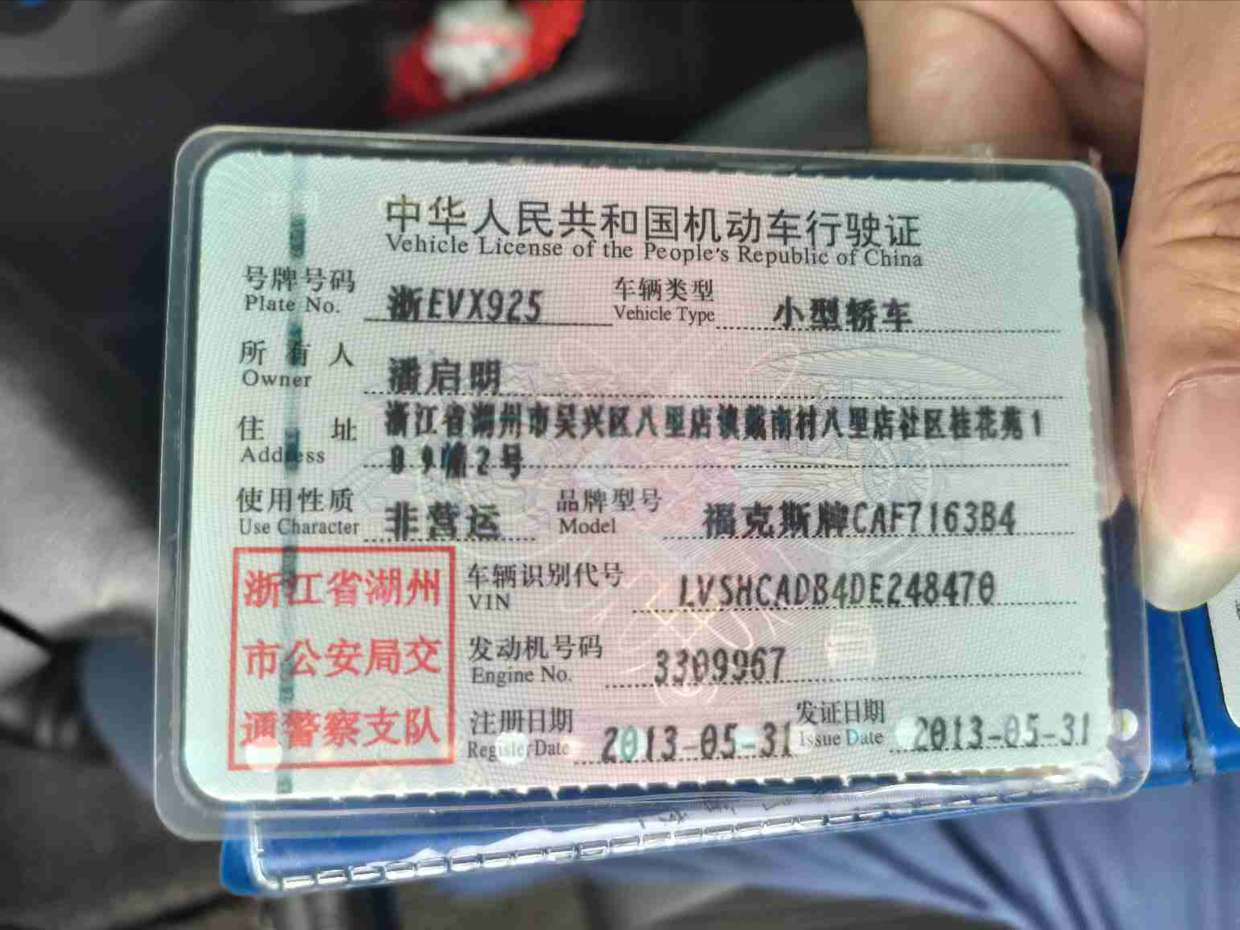 中华人民共和国机动车行驶证
Vehicle License of the People's Republic of China
号牌号码 浙EVX925 车辆类型 小型轿车
Plate No. Vehicle Type
所有人 潘启明
Owner
住址 浙江省湖州市吴兴区八里店镇戴南村八里店社区桂花苑1
Address 89幢2号
使用性质 非营运 品牌型号 福克斯牌CAF7163B4
Use Character Model
浙江省湖州
市公安局交
通警察支队
车辆识别代号 LVSHCADB4DE248470
VIN
发动机号码 3309967
Engine No.
注册日期 2013-05-31 发证日期 2013-05-31
Register Date Issue Date